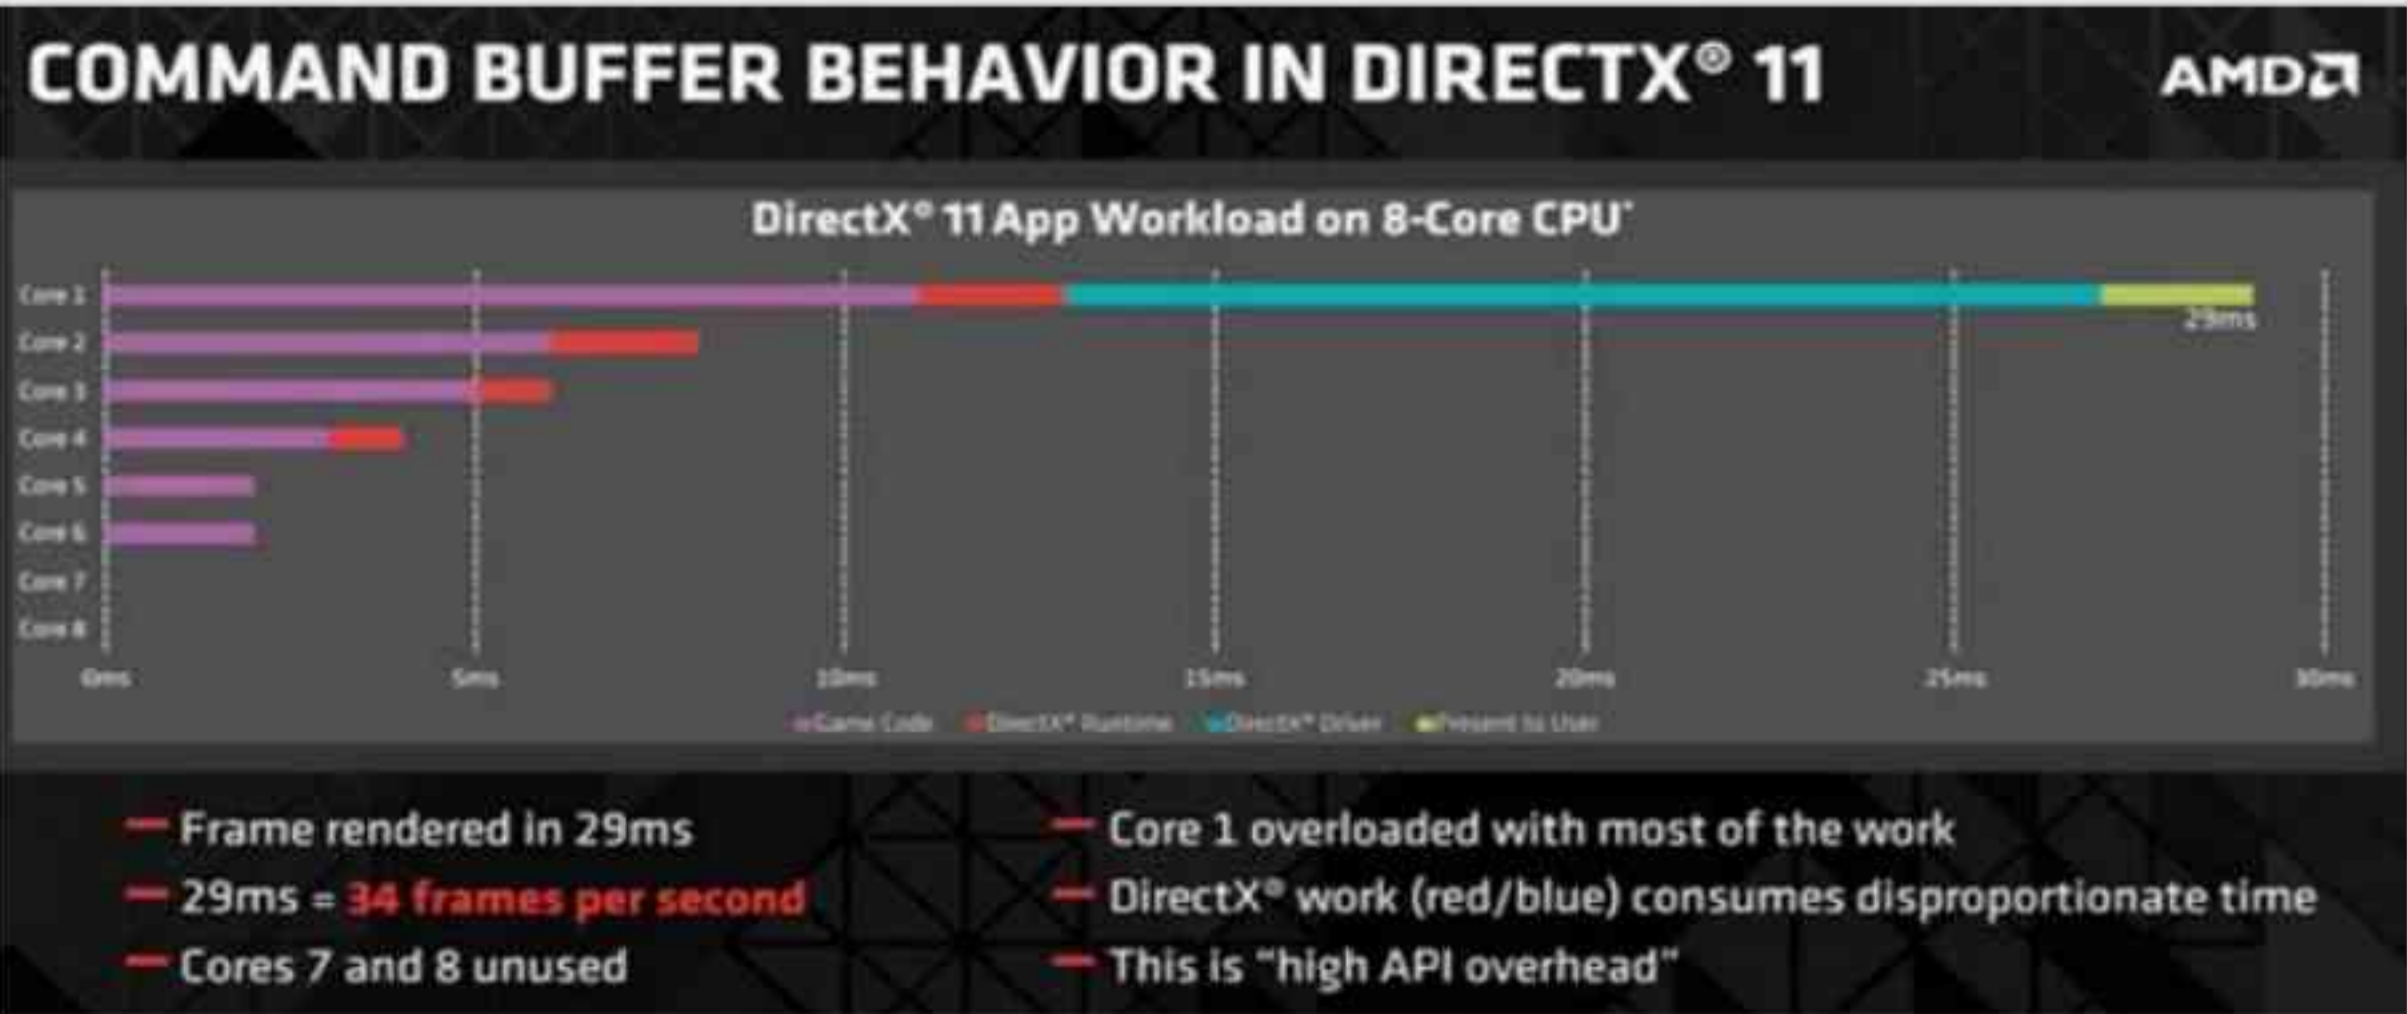 COMMAND BUFFER BEHAVIOR IN DIRECTX® 11
AMD
DirectX® 11 App Workload on 8-Core CPU*
Core 1
29ms
Core 2
Core 3
Core 4
Core 5
Core 6
Core 7
Core 8
0ms 5ms 10ms 15ms 20ms 25ms 30ms
Game Code DirectX® Runtime DirectX® Driver Present to User
Frame rendered in 29ms
29ms = 34 frames per second
Cores 7 and 8 unused
Core 1 overloaded with most of the work
DirectX® work (red/blue) consumes disproportionate time
This is "high API overhead"